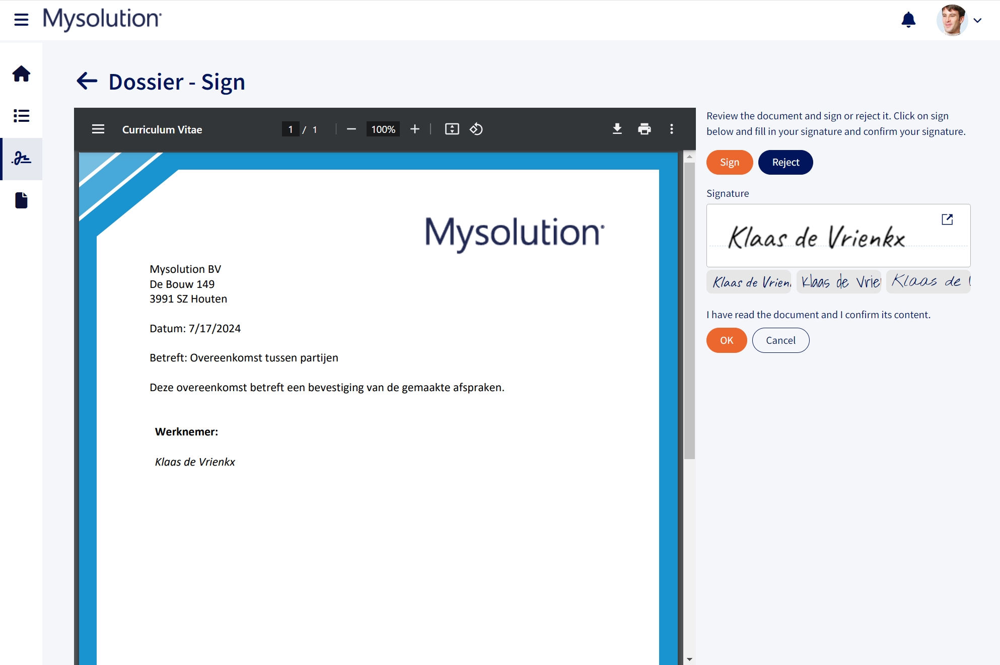 Mysolution
Dossier - Sign
Curriculum Vitae
1 / 1
100%
Mysolution
Mysolution BV
De Bouw 149
3991 SZ Houten
Datum: 7/17/2024
Betreft: Overeenkomst tussen partijen
Deze overeenkomst betreft een bevestiging van de gemaakte afspraken.
Werknemer:
Klaas de Vrienkx
Review the document and sign or reject it. Click on sign
below and fill in your signature and confirm your signature.
Sign
Reject
Signature
Klaas de Vrienkx
Klaas de Vrien
Klaas de Vrie
Klaas de
I have read the document and I confirm its content.
OK
Cancel